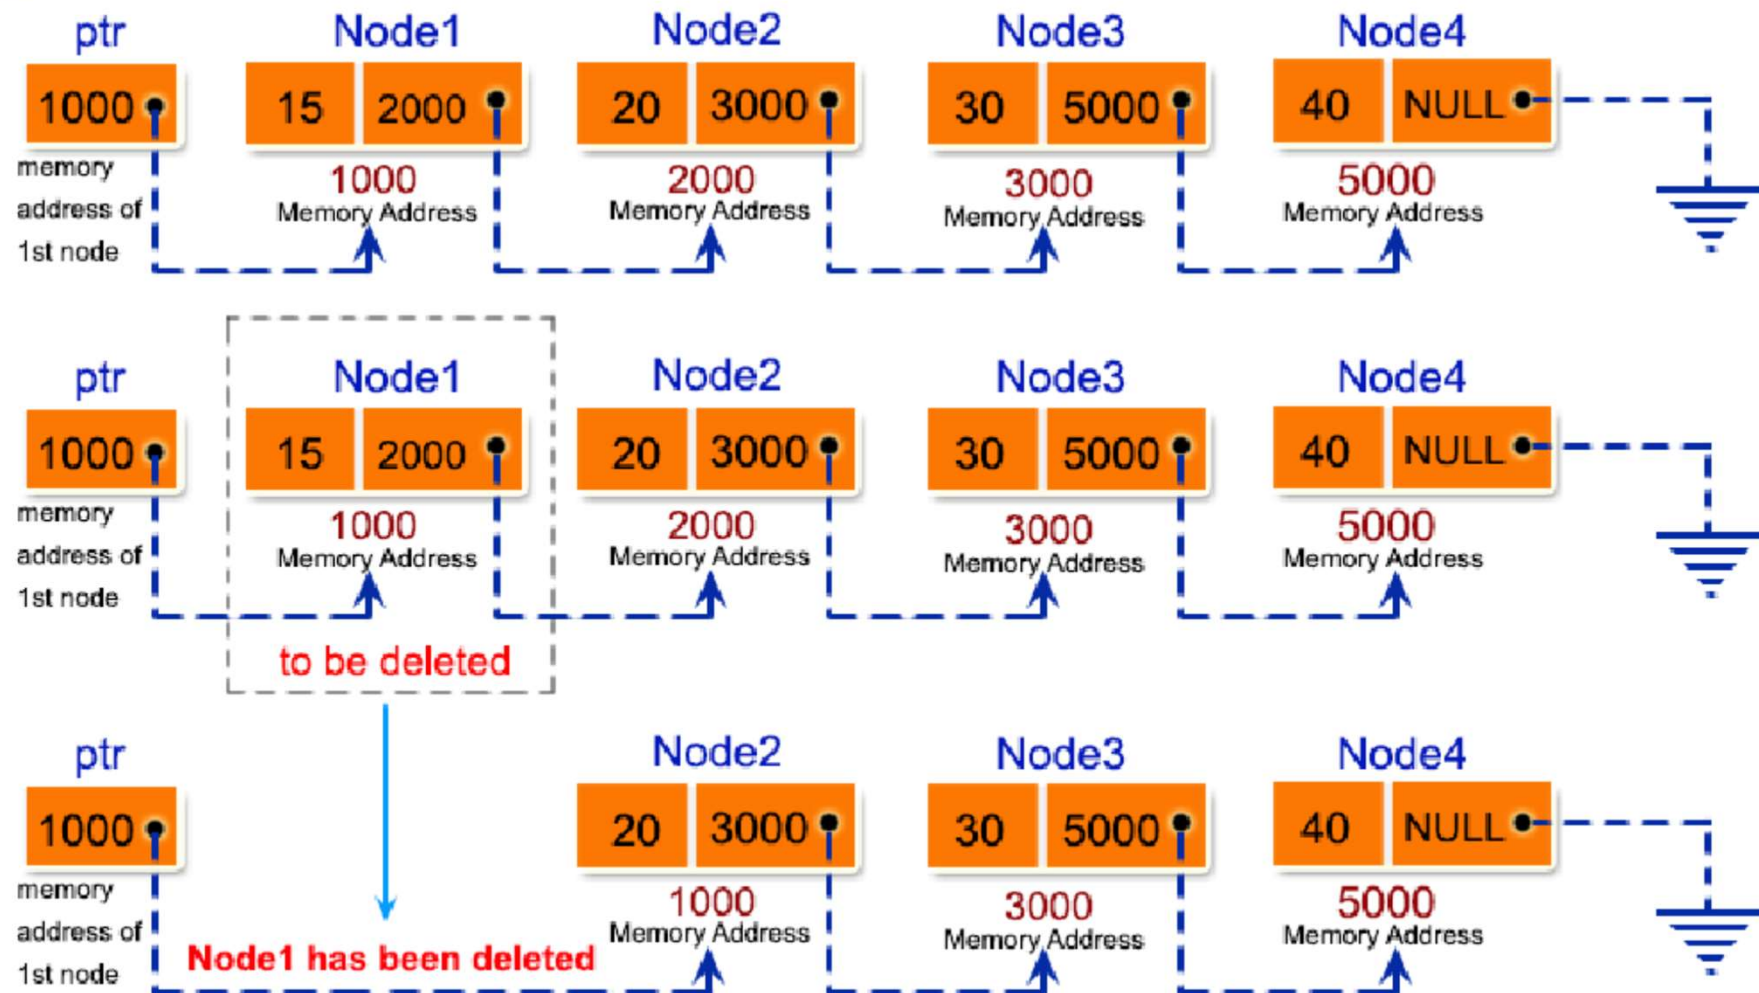 ptr Node1 Node2 Node3 Node4
1000 15 2000 20 3000 30 5000 40 NULL
memory 1000 2000 3000 5000
address of Memory Address Memory Address Memory Address Memory Address
1st node
ptr Node1 Node2 Node3 Node4
1000 15 2000 20 3000 30 5000 40 NULL
memory 1000 2000 3000 5000
address of Memory Address Memory Address Memory Address Memory Address
1st node
to be deleted
ptr Node2 Node3 Node4
1000 20 3000 30 5000 40 NULL
memory 1000 3000 5000
address of Memory Address Memory Address Memory Address
1st node Node1 has been deleted